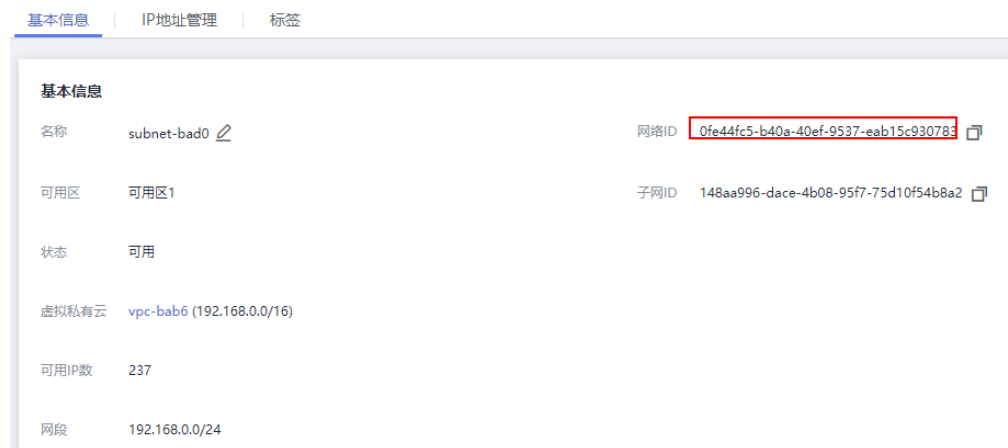 基本信息 IP地址管理 标签
基本信息
名称 subnet-bad0 网络ID 0fe44fc5-b40a-40ef-9537-eab15c930783
可用区 可用区1 子网ID 148aa996-dace-4b08-95f7-75d10f54b8a2
状态 可用
虚拟私有云 vpc-bab6 (192.168.0.0/16)
可用IP数 237
网段 192.168.0.0/24